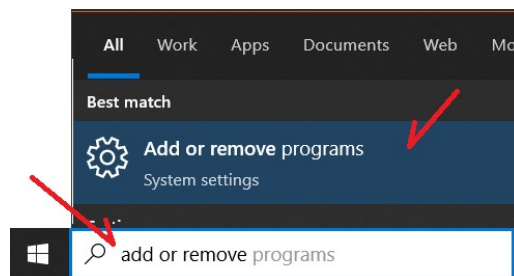 All Work Apps Documents Web
Best match
Add or remove programs
System settings
add or remove programs